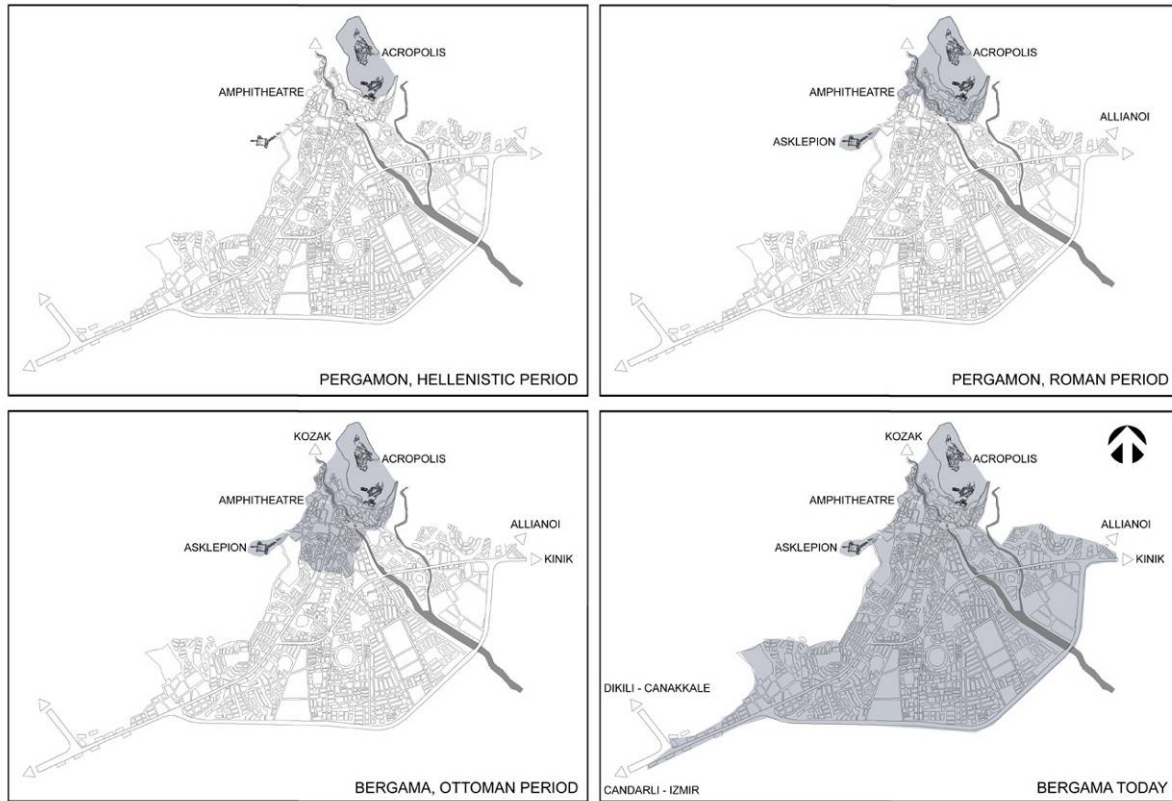 ACROPOLIS
AMPHITHEATRE
PERGAMON, HELLENISTIC PERIOD
ACROPOLIS
AMPHITHEATRE
ALLIANOI
ASKLEPION
PERGAMON, ROMAN PERIOD
KOZAK
ACROPOLIS
AMPHITHEATRE
ALLIANOI
ASKLEPION
KINIK
BERGAMA, OTTOMAN PERIOD
KOZAK
ACROPOLIS
AMPHITHEATRE
ALLIANOI
ASKLEPION
KINIK
DIKILI - CANAKKALE
CANDARLI - IZMIR
BERGAMA TODAY